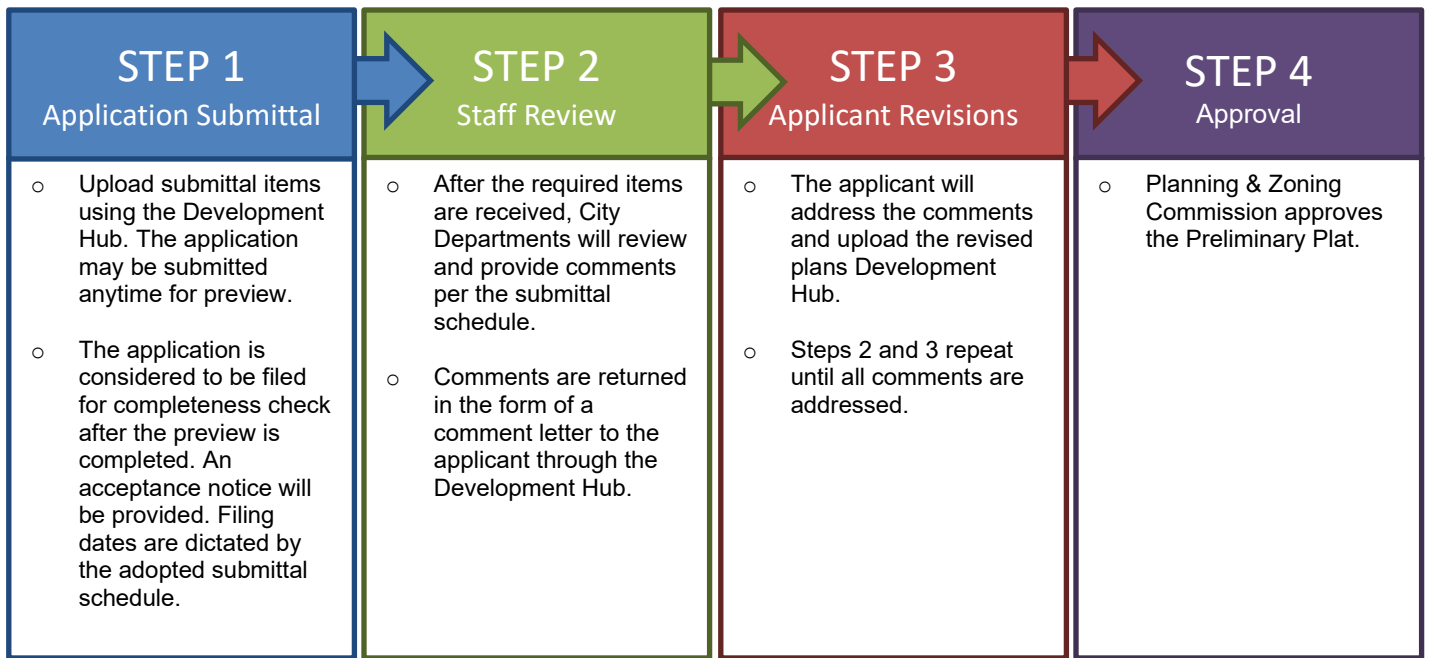 STEP 1
Application Submittal
○ Upload submittal items
using the Development
Hub. The application
may be submitted
anytime for preview.
○ The application is
considered to be filed
for completeness check
after the preview is
completed. An
acceptance notice will
be provided. Filing
dates are dictated by
the adopted submittal
schedule.
STEP 2
Staff Review
○ After the required items
are received, City
Departments will review
and provide comments
per the submittal
schedule.
○ Comments are returned
in the form of a
comment letter to the
applicant through the
Development Hub.
STEP 3
Applicant Revisions
○ The applicant will
address the comments
and upload the revised
plans Development
Hub.
○ Steps 2 and 3 repeat
until all comments are
addressed.
STEP 4
Approval
○ Planning & Zoning
Commission approves
the Preliminary Plat.